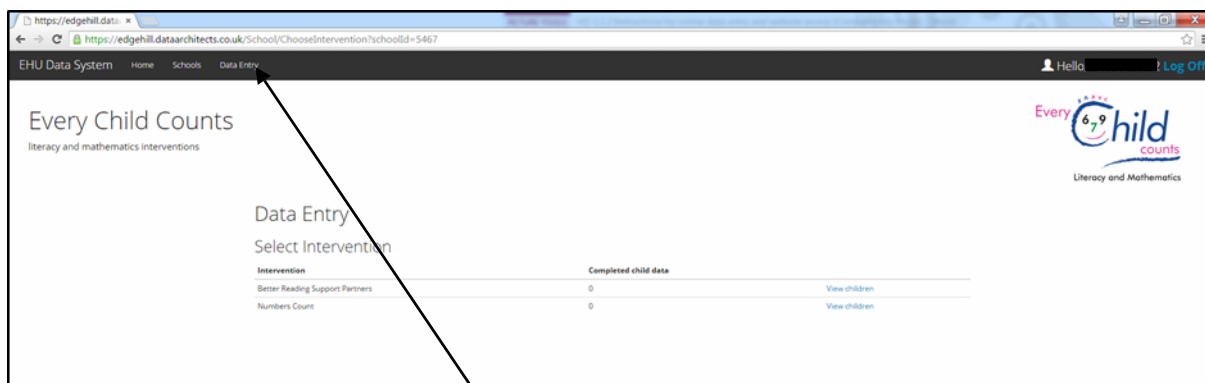 https://edgehill.data
https://edgehill.dataarchitects.co.uk/School/ChooseIntervention?schoolId=5467
EHU Data System Home Schools Data Entry Hello ! Log Off
Every Child Counts
literacy and mathematics interventions
Every Child
6 7 9
counts
Literacy and Mathematics
Data Entry
Select Intervention
Intervention Completed child data
Better Reading Support Partners 0 View children
Numbers Count 0 View children